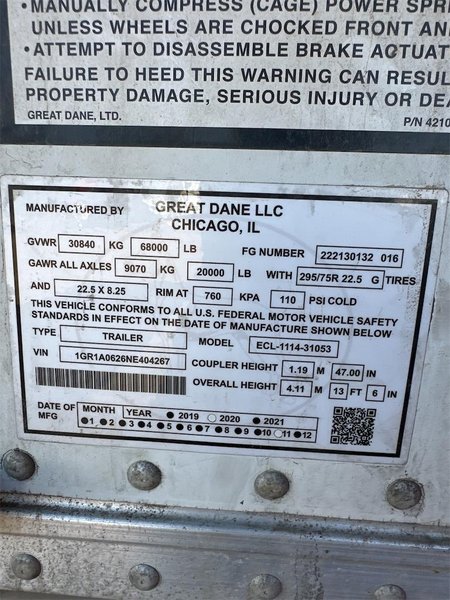 • MANUALLY COMPRESS (CAGE) POWER SPR
UNLESS WHEELS ARE CHOCKED FRONT AN
• ATTEMPT TO DISASSEMBLE BRAKE ACTUAT
FAILURE TO HEED THIS WARNING CAN RESUL
PROPERTY DAMAGE, SERIOUS INJURY OR DEA
GREAT DANE, LTD. P/N 4210
MANUFACTURED BY GREAT DANE LLC
CHICAGO, IL
GVWR 30840 KG 68000 LB FG NUMBER 222130132 016
GAWR ALL AXLES 9070 KG 20000 LB WITH 295/75R 22.5 G TIRES
AND 22.5 X 8.25 RIM AT 760 KPA 110 PSI COLD
THIS VEHICLE CONFORMS TO ALL U.S. FEDERAL MOTOR VEHICLE SAFETY
STANDARDS IN EFFECT ON THE DATE OF MANUFACTURE SHOWN BELOW
TYPE TRAILER MODEL ECL-1114-31053
VIN 1GR1A0626NE404267 COUPLER HEIGHT 1.19 M 47.00 IN
OVERALL HEIGHT 4.11 M 13 FT 6 IN
DATE OF MFG MONTH YEAR 2019 2020 2021
1 2 3 4 5 6 7 8 9 10 11 12